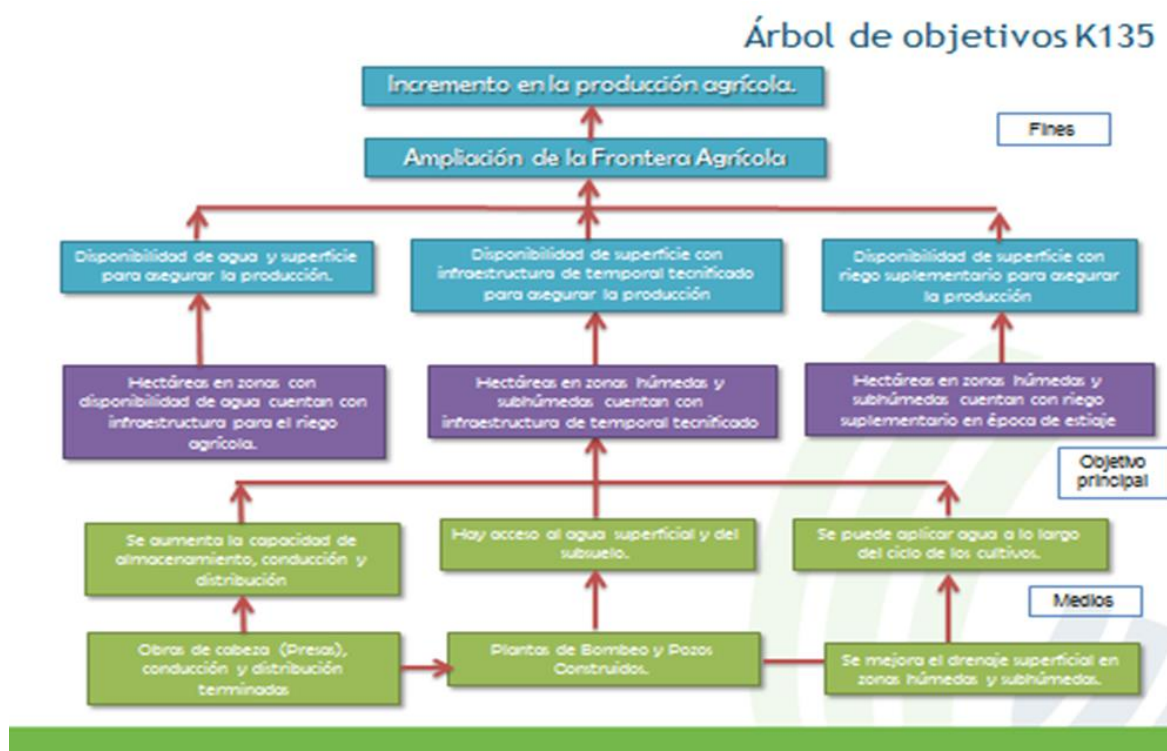 Árbol de objetivos K135
Incremento en la producción agrícola.
Fines
Ampliación de la Frontera Agrícola
Disponibilidad de agua y superficie
para asegurar la producción.
Disponibilidad de superficie con
infraestructura de temporal tecnificado
para asegurar la producción
Disponibilidad de superficie con
riego suplementario para asegurar
la producción
Hectáreas en zonas con
disponibilidad de agua cuentan con
infraestructura para el riego
agrícola.
Hectáreas en zonas húmedas y
subhúmedas cuentan con
infraestructura de temporal tecnificado
Hectáreas en zonas húmedas y
subhúmedas cuentan con riego
suplementario en época de estiaje
Objetivo
principal
Se aumenta la capacidad de
almacenamiento, conducción y
distribución
Hay acceso al agua superficial y del
subsuelo.
Se puede aplicar agua a lo largo
del ciclo de los cultivos.
Medios
Obras de cabeza (Presas),
conducción y distribución
terminadas
Plantas de Bombeo y Pozos
Construidos.
Se mejora el drenaje superficial en
zonas húmedas y subhúmedas.